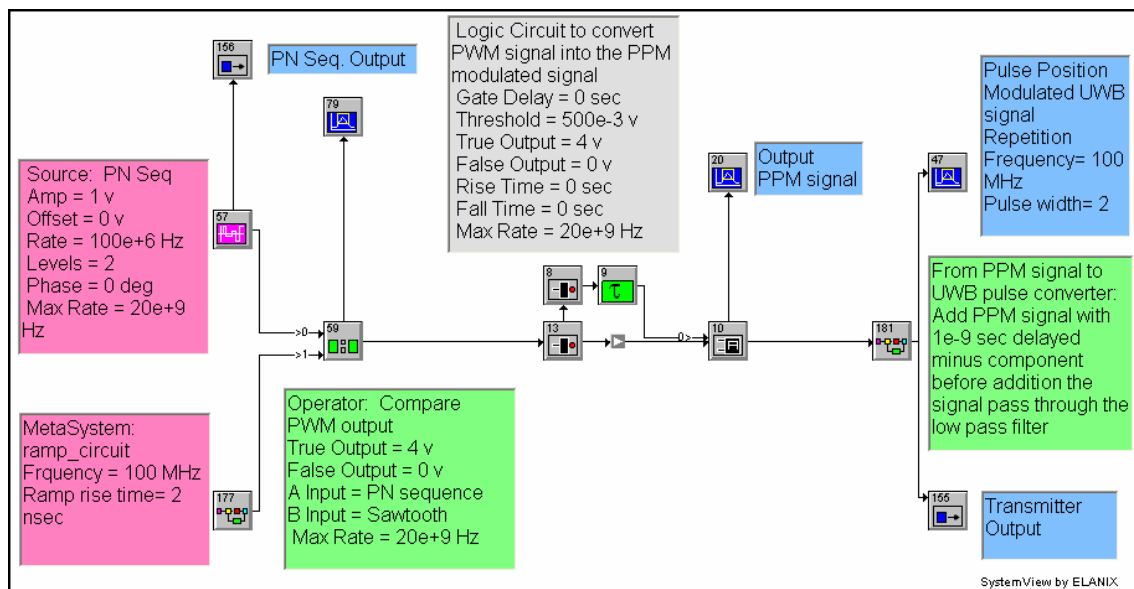 156
PN Seq. Output
79
Logic Circuit to convert
PWM signal into the PPM
modulated signal
Gate Delay = 0 sec
Threshold = 500e-3 v
True Output = 4 v
False Output = 0 v
Rise Time = 0 sec
Fall Time = 0 sec
Max Rate = 20e+9 Hz
20
Output
PPM signal
47
Pulse Position
Modulated UWB
signal
Repetition
Frequency= 100
MHz
Pulse width= 2
Source: PN Seq
Amp = 1 v
Offset = 0 v
Rate = 100e+6 Hz
Levels = 2
Phase = 0 deg
Max Rate = 20e+9
Hz
57
>0
>1
59
8
9
τ
13
0>
10
181
From PPM signal to
UWB pulse converter:
Add PPM signal with
1e-9 sec delayed
minus component
before addition the
signal pass through the
low pass filter
MetaSystem:
ramp_circuit
Frquency = 100 MHz
Ramp rise time= 2
nsec
177
Operator: Compare
PWM output
True Output = 4 v
False Output = 0 v
A Input = PN sequence
B Input = Sawtooth
Max Rate = 20e+9 Hz
155
Transmitter
Output
SystemView by ELANIX